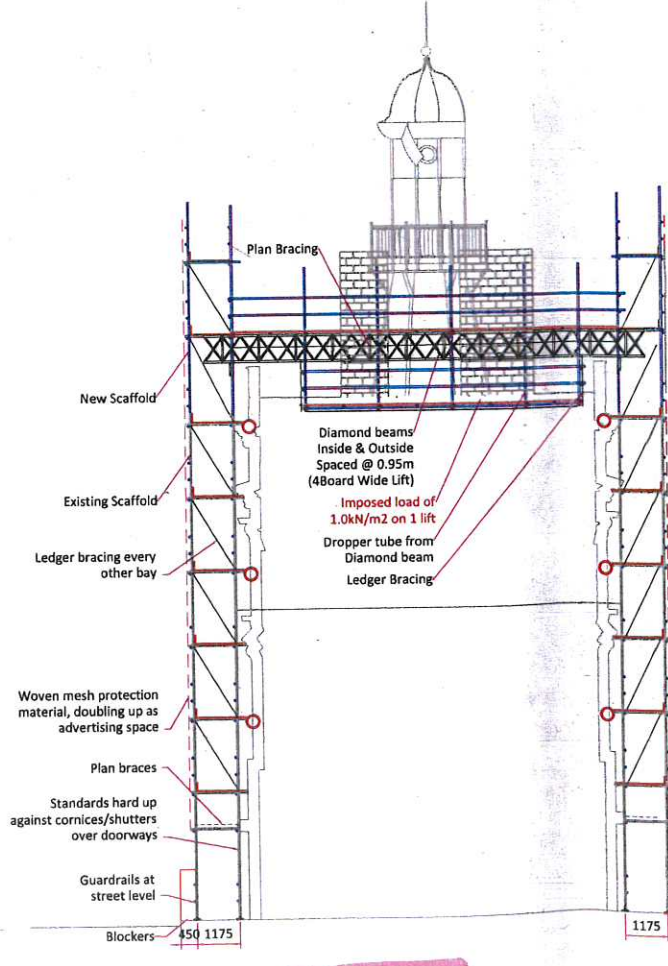 Plan Bracing
New Scaffold
Diamond beams
Inside & Outside
Spaced @ 0.95m
(4Board Wide Lift)
Existing Scaffold
Imposed load of
1.0kN/m2 on 1 lift
Dropper tube from
Diamond beam
Ledger bracing every
other bay
Ledger Bracing
Woven mesh protection
material, doubling up as
advertising space
Plan braces
Standards hard up
against cornices/shutters
over doorways
Guardrails at
street level
Blockers
450 1175
1175